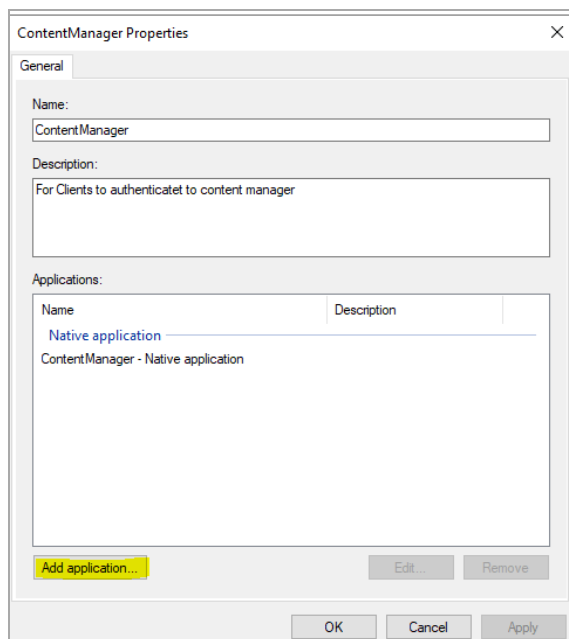 ContentManager Properties
General
Name:
ContentManager
Description:
For Clients to authenticatet to content manager
Applications:
Name Description
Native application
ContentManager - Native application
Add application... Edit... Remove
OK Cancel Apply